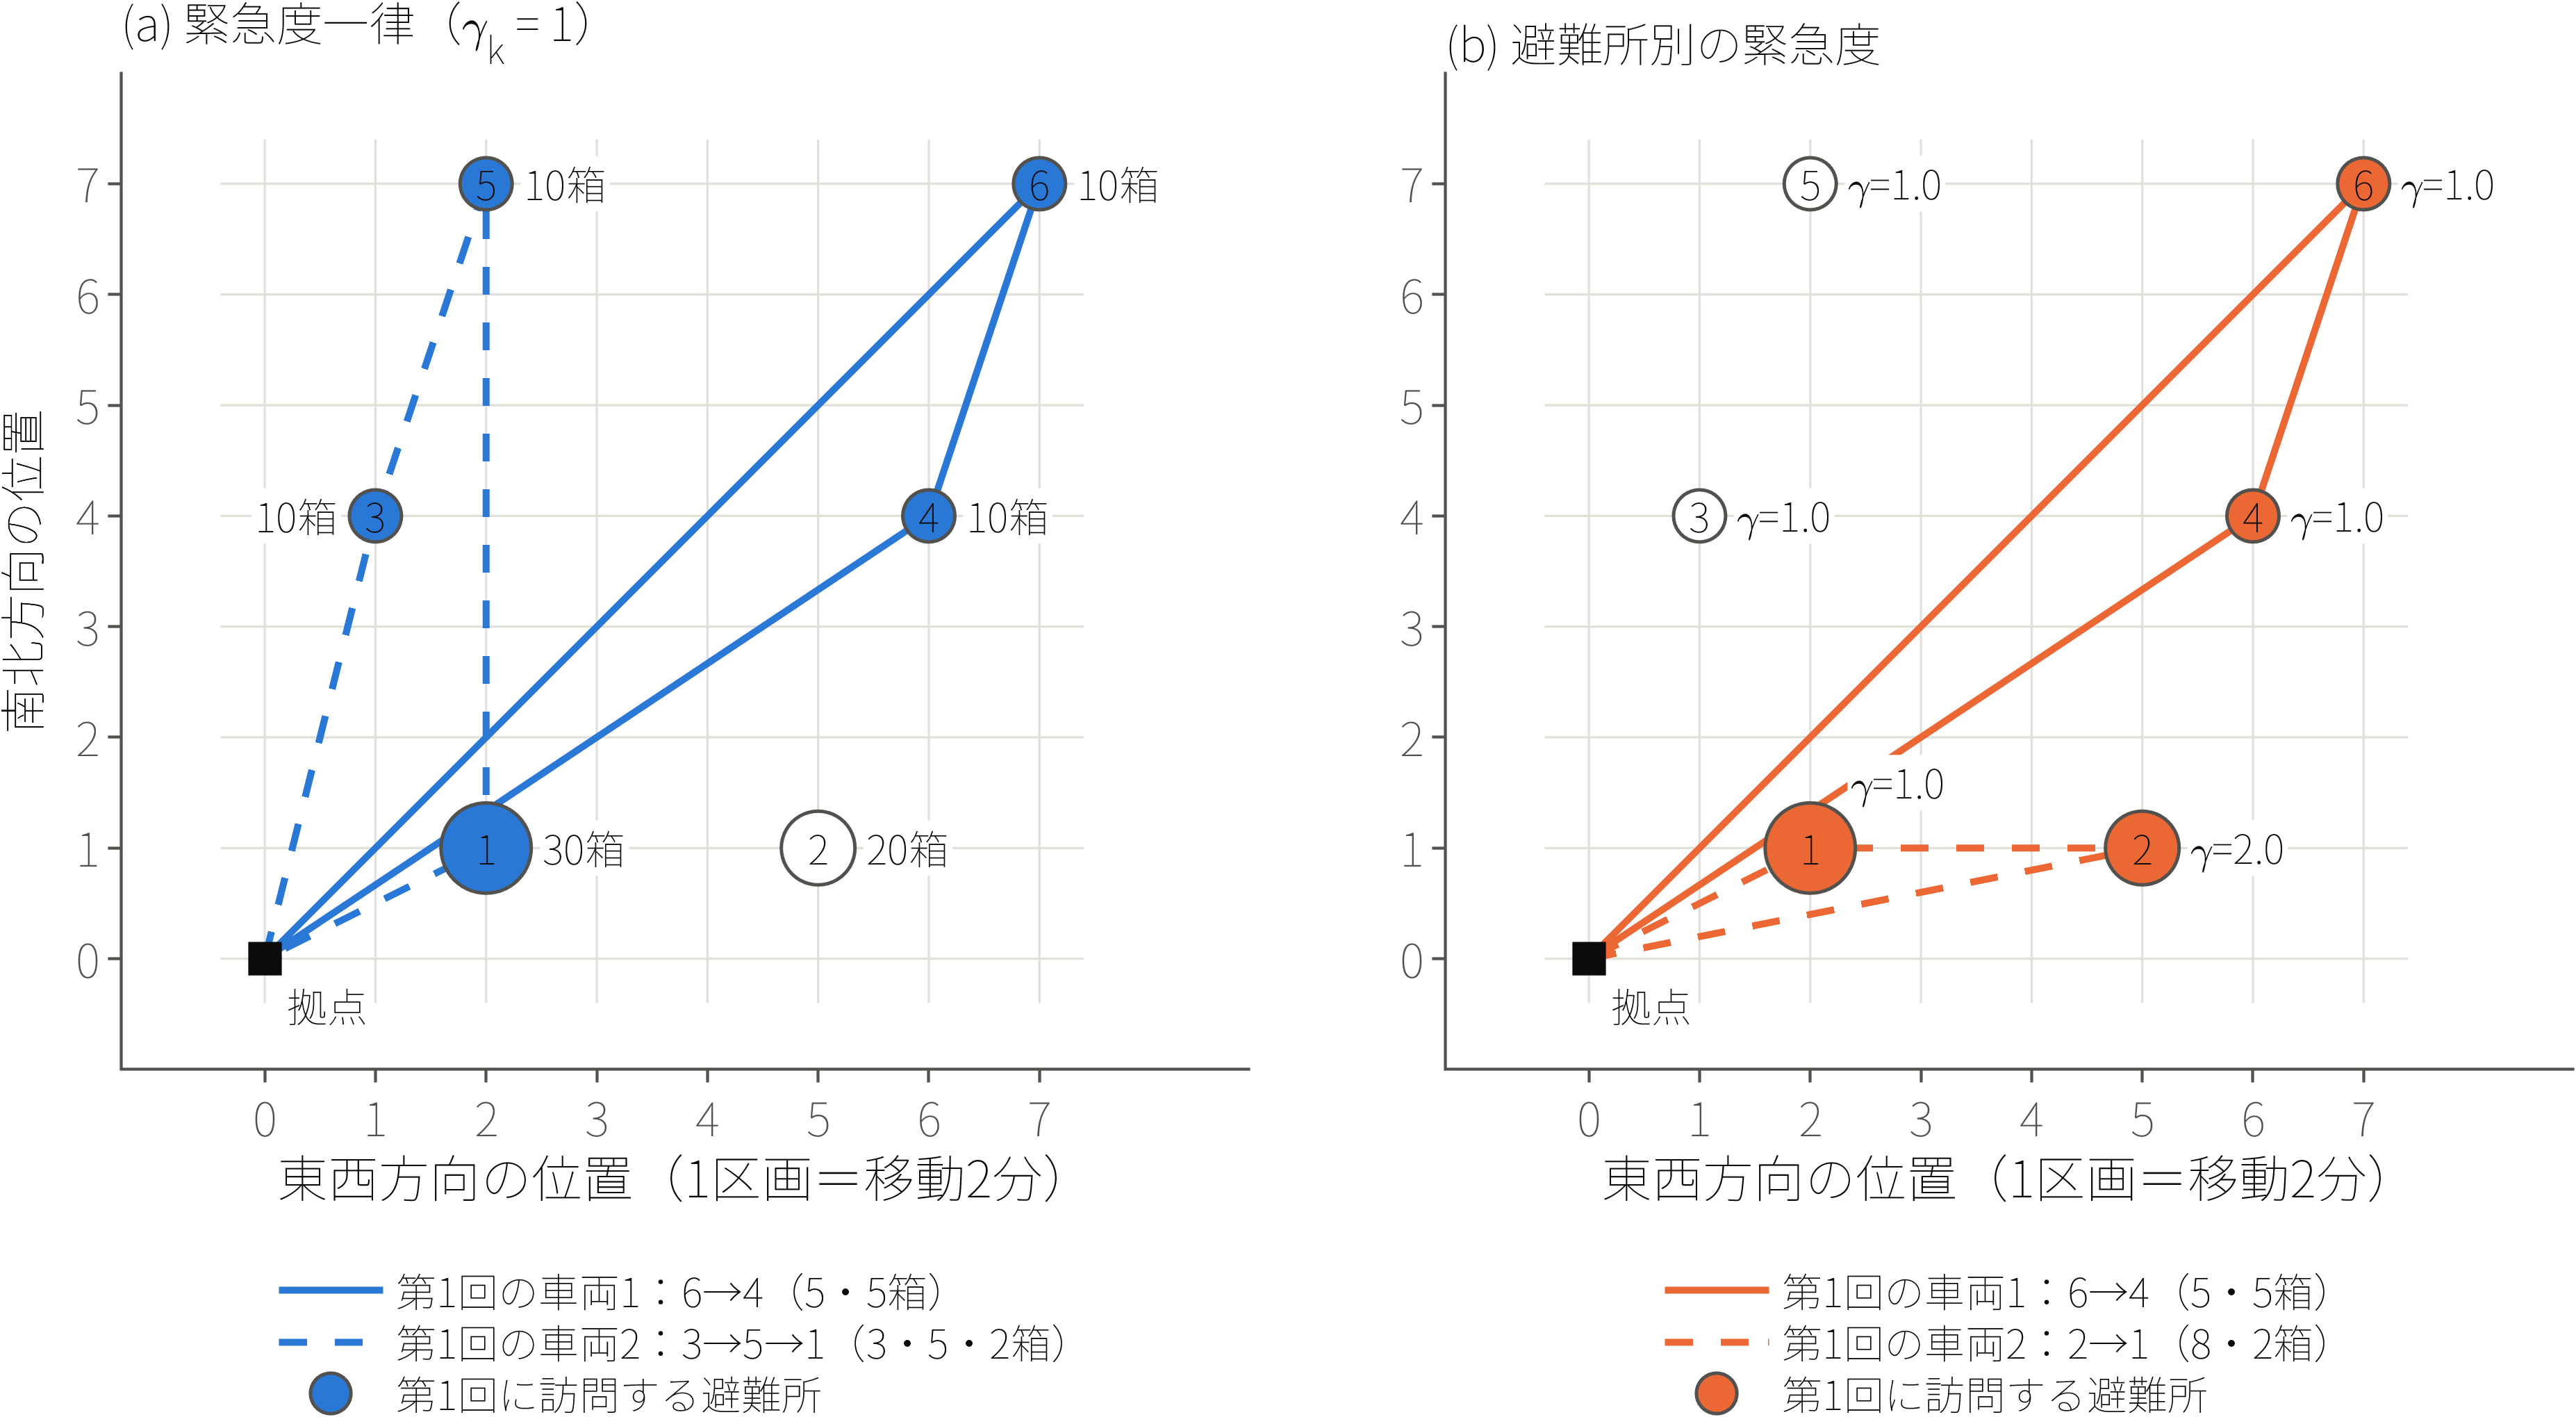 (a) 緊急度一律（γk = 1）
南北方向の位置
7
6
5
4
3
2
1
0
5 10箱
6 10箱
10箱 3
4 10箱
1 30箱
2 20箱
拠点
0 1 2 3 4 5 6 7
東西方向の位置（1区画＝移動2分）
第1回の車両1：6→4（5・5箱）
第1回の車両2：3→5→1（3・5・2箱）
第1回に訪問する避難所
(b) 避難所別の緊急度
7
6
5
4
3
2
1
0
5 γ=1.0
6 γ=1.0
3 γ=1.0
4 γ=1.0
γ=1.0
1
2 γ=2.0
拠点
0 1 2 3 4 5 6 7
東西方向の位置（1区画＝移動2分）
第1回の車両1：6→4（5・5箱）
第1回の車両2：2→1（8・2箱）
第1回に訪問する避難所